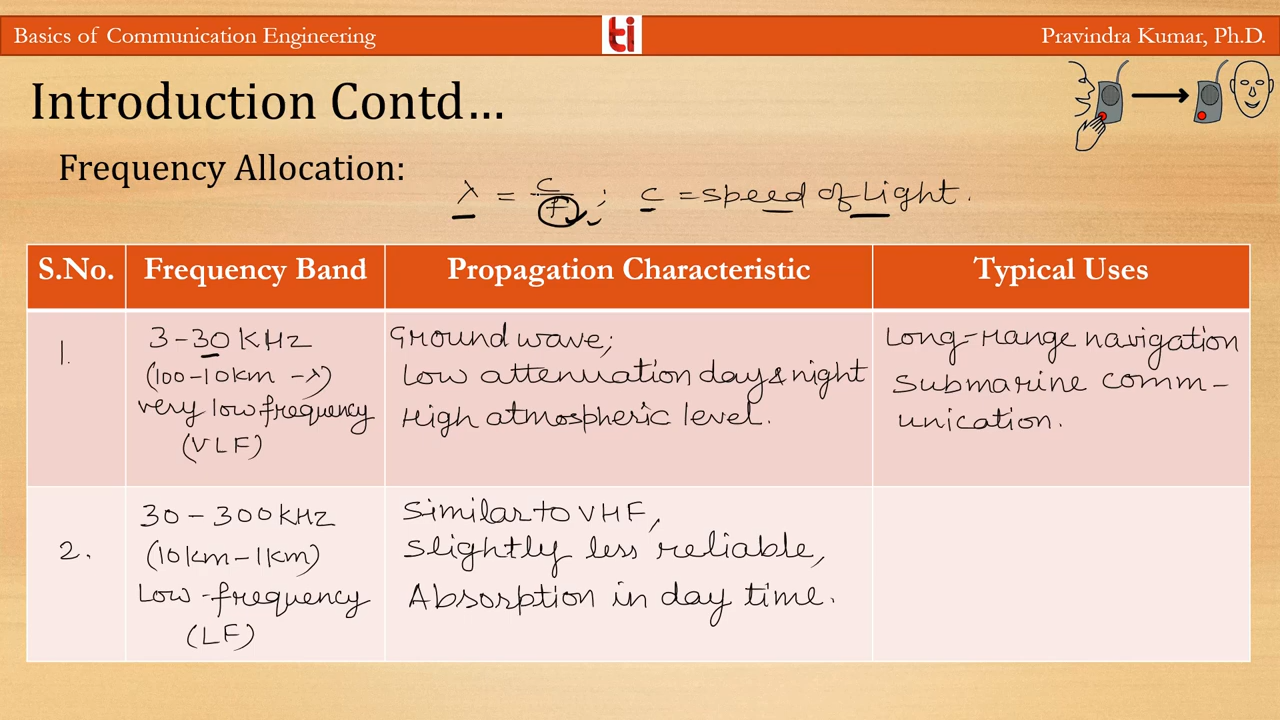 Basics of Communication Engineering
ti
Pravindra Kumar, Ph.D.
Introduction Contd...
Frequency Allocation:
λ = c/f ; c = speed of Light.
S.No.
Frequency Band
Propagation Characteristic
Typical Uses
1.
3-30 KHz
(100-10km -λ)
very low frequency
(VLF)
Ground wave;
Low attenuation day & night
High atmospheric level.
Long-range navigation
submarine comm-
unication.
2.
30-300 KHz
(10km-1km)
Low-frequency
(LF)
Similar to VHF,
Slightly less reliable,
Absorption in day time.